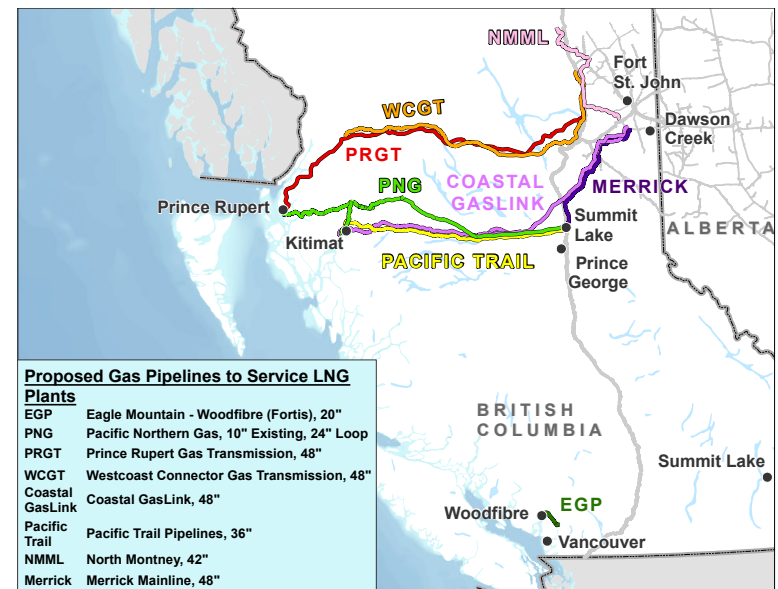 NMML
Fort
St. John
WCGT
Dawson
Creek
PRGT
PNG
COASTAL
GASLINK
MERRICK
Prince Rupert
Summit
Lake
ALBERTA
Kitimat
PACIFIC TRAIL
Prince
George
Proposed Gas Pipelines to Service LNG
Plants
EGP Eagle Mountain - Woodfibre (Fortis), 20"
PNG Pacific Northern Gas, 10" Existing, 24" Loop
PRGT Prince Rupert Gas Transmission, 48"
WCGT Westcoast Connector Gas Transmission, 48"
Coastal
GasLink Coastal GasLink, 48"
Pacific
Trail Pacific Trail Pipelines, 36"
NMML North Montney, 42"
Merrick Merrick Mainline, 48"
BRITISH
COLUMBIA
Summit Lake
Woodfibre
EGP
Vancouver